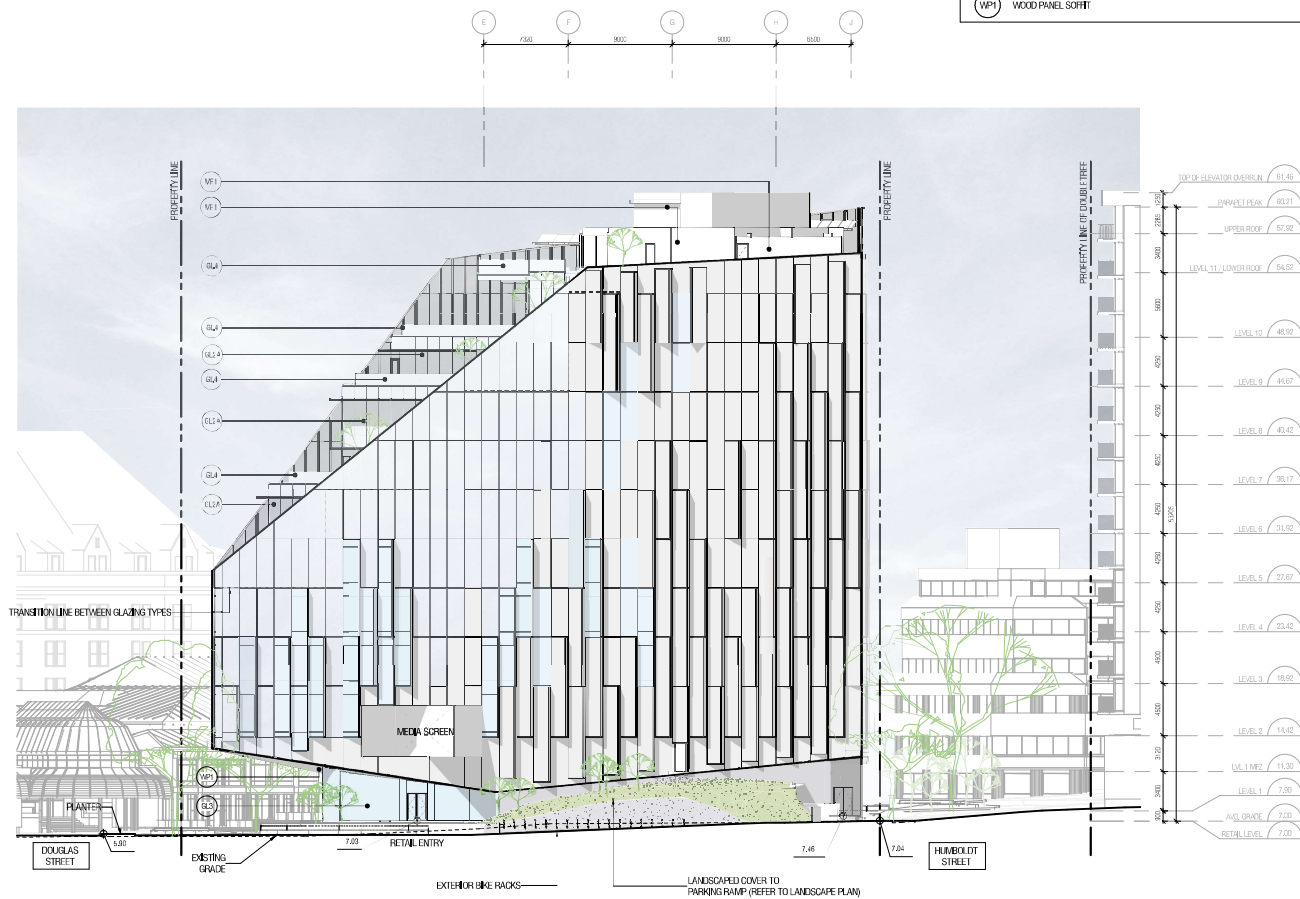 WP1 WOOD PANEL SOFFIT
E F G H J
7320 9000 9000 6500
PROPERTY LINE
PROPERTY LINE
PROPERTY LINE OF DOUBLETREE
GL4
GL4
GL2A
GL4
GL2A
GL4
GL2A
TOP OF ELEVATOR OVERRUN 61.46
PARAPET PEAK 60.21
UPPER ROOF 57.92
LEVEL 11 / LOWER ROOF 54.52
LEVEL 10 48.92
LEVEL 9 44.67
LEVEL 8 40.42
LEVEL 7 36.17
LEVEL 6 31.92
LEVEL 5 27.67
LEVEL 4 23.42
LEVEL 3 18.92
LEVEL 2 14.42
LVL 1 MEZ 11.30
LEVEL 1 7.90
AVG. GRADE 7.00
RETAIL LEVEL 7.00
1250
3400
4250
4250
4250
4250
4250
4250
4500
4500
3120
3400
900
TRANSITION LINE BETWEEN GLAZING TYPES
MEDIA SCREEN
WP1
GL3
PLANTER
5.90
DOUGLAS
STREET
EXISTING
GRADE
7.03
RETAIL ENTRY
7.46
7.04
HUMBOLDT
STREET
EXTERIOR BIKE RACKS
LANDSCAPED COVER TO
PARKING RAMP (REFER TO LANDSCAPE PLAN)